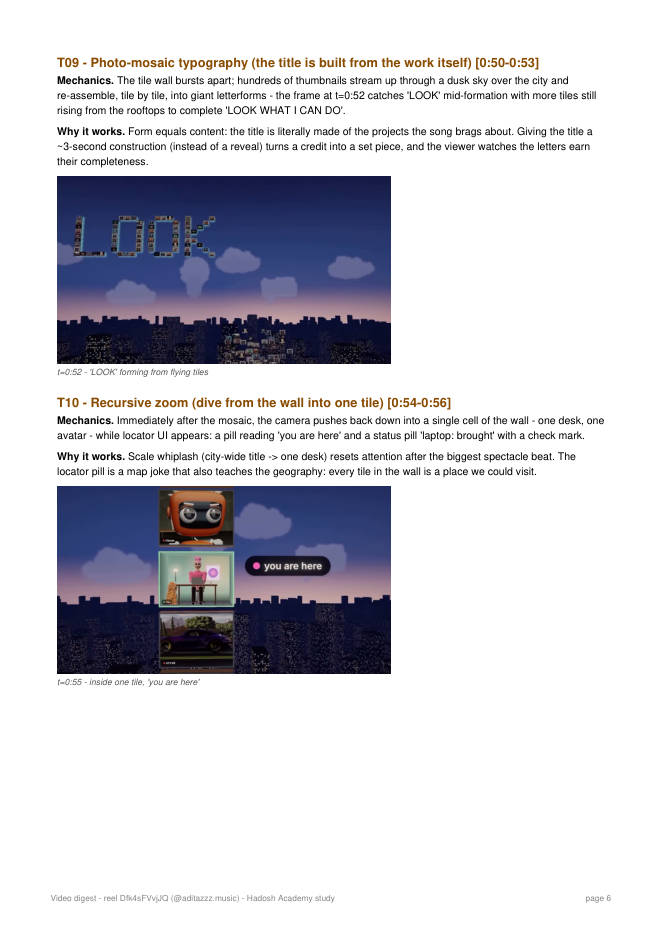 T09 - Photo-mosaic typography (the title is built from the work itself) [0:50-0:53]
Mechanics. The tile wall bursts apart; hundreds of thumbnails stream up through a dusk sky over the city and
re-assemble, tile by tile, into giant letterforms - the frame at t=0:52 catches 'LOOK' mid-formation with more tiles still
rising from the rooftops to complete 'LOOK WHAT I CAN DO'.
Why it works. Form equals content: the title is literally made of the projects the song brags about. Giving the title a
~3-second construction (instead of a reveal) turns a credit into a set piece, and the viewer watches the letters earn
their completeness.
LOOK
t=0:52 - 'LOOK' forming from flying tiles
T10 - Recursive zoom (dive from the wall into one tile) [0:54-0:56]
Mechanics. Immediately after the mosaic, the camera pushes back down into a single cell of the wall - one desk, one
avatar - while locator UI appears: a pill reading 'you are here' and a status pill 'laptop: brought' with a check mark.
Why it works. Scale whiplash (city-wide title -> one desk) resets attention after the biggest spectacle beat. The
locator pill is a map joke that also teaches the geography: every tile in the wall is a place we could visit.
you are here
t=0:55 - inside one tile, 'you are here'
Video digest - reel Dfk4sFVvjJQ (@aditazzz.music) - Hadosh Academy study
page 6